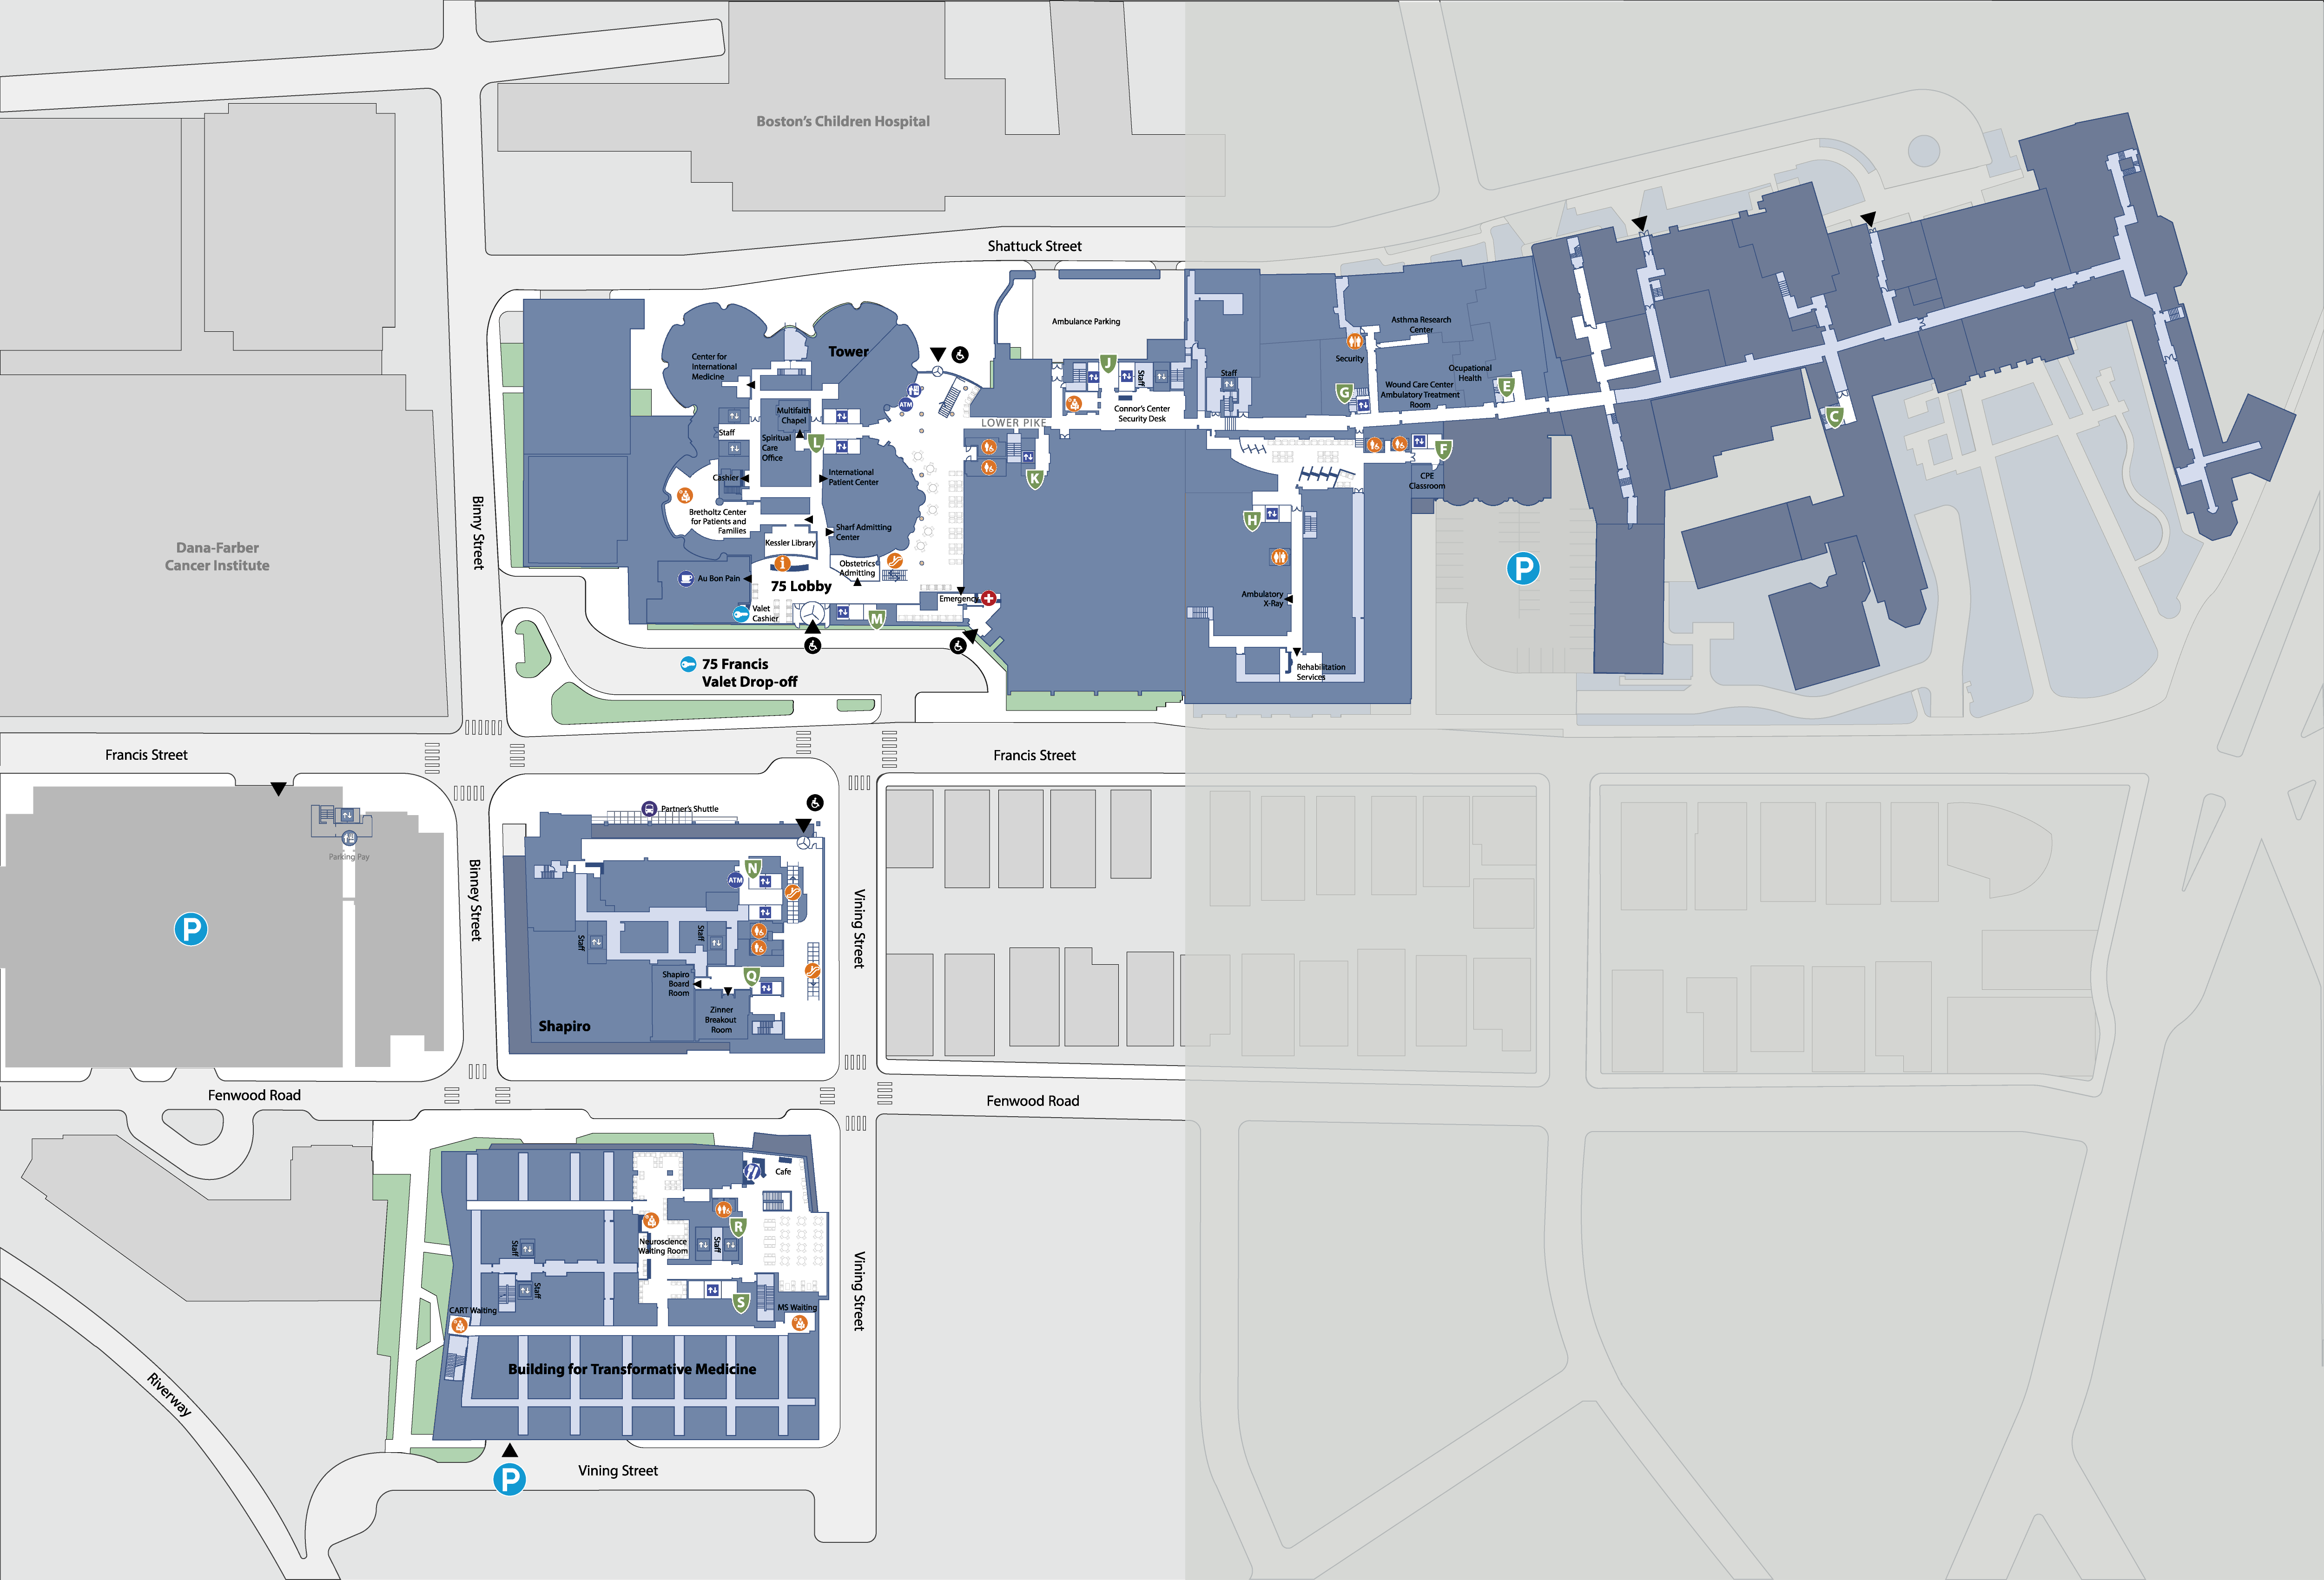 Boston's Children Hospital
Shattuck Street
Dana-Farber
Cancer Institute
Binny Street
Tower
Center for
International
Medicine
Multifaith
Chapel
Staff
Spiritual
Care
Office
L
ATM
Cashier
International
Patient Center
Bretholtz Center
for Patients and
Families
Sharf Admitting
Center
Kessler Library
i
Obstetrics
Admitting
Au Bon Pain
75 Lobby
Valet
Cashier
M
Emergency
75 Francis
Valet Drop-off
Ambulance Parking
J
Staff
Connor's Center
Security Desk
LOWER PIKE
K
Staff
Asthma Research
Center
Security
G
Wound Care Center
Ambulatory Treatment
Room
Ocupational
Health
E
C
F
CPE
Classroom
H
Ambulatory
X-Ray
Rehabilitation
Services
P
Francis Street
Francis Street
Parking Pay
P
Binney Street
Partner's Shuttle
N
ATM
Staff
Staff
Q
Shapiro
Board
Room
Zinner
Breakout
Room
Shapiro
Vining Street
Fenwood Road
Fenwood Road
Cafe
R
Neuroscience
Waiting Room
Staff
Staff
Staff
S
CART Waiting
MS Waiting
Building for Transformative Medicine
Vining Street
Riverway
P
Vining Street